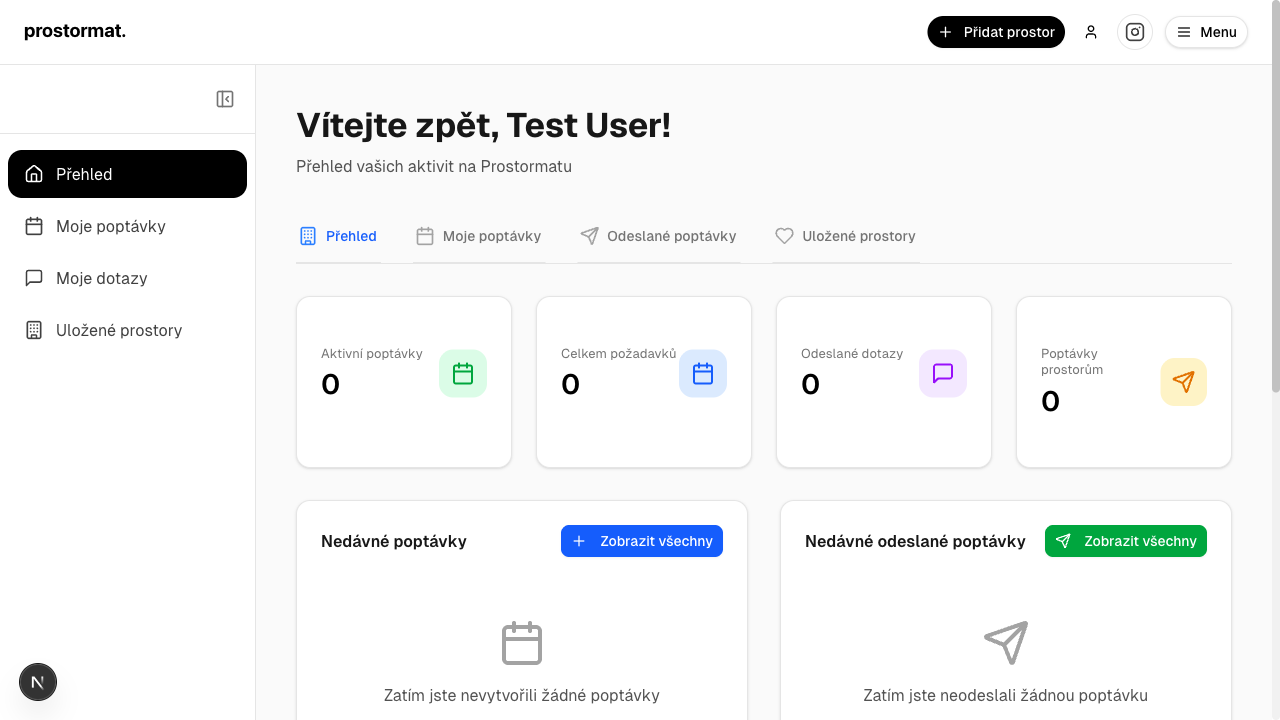 prostormat.
Přidat prostor
Menu
Přehled
Moje poptávky
Moje dotazy
Uložené prostory
Vítejte zpět, Test User!
Přehled vašich aktivit na Prostormatu
Přehled
Moje poptávky
Odeslané poptávky
Uložené prostory
Aktivní poptávky
0
Celkem požadavků
0
Odeslané dotazy
0
Poptávky
prostorům
0
Nedávné poptávky
Zobrazit všechny
Zatím jste nevytvořili žádné poptávky
Nedávné odeslané poptávky
Zobrazit všechny
Zatím jste neodeslali žádnou poptávku
N